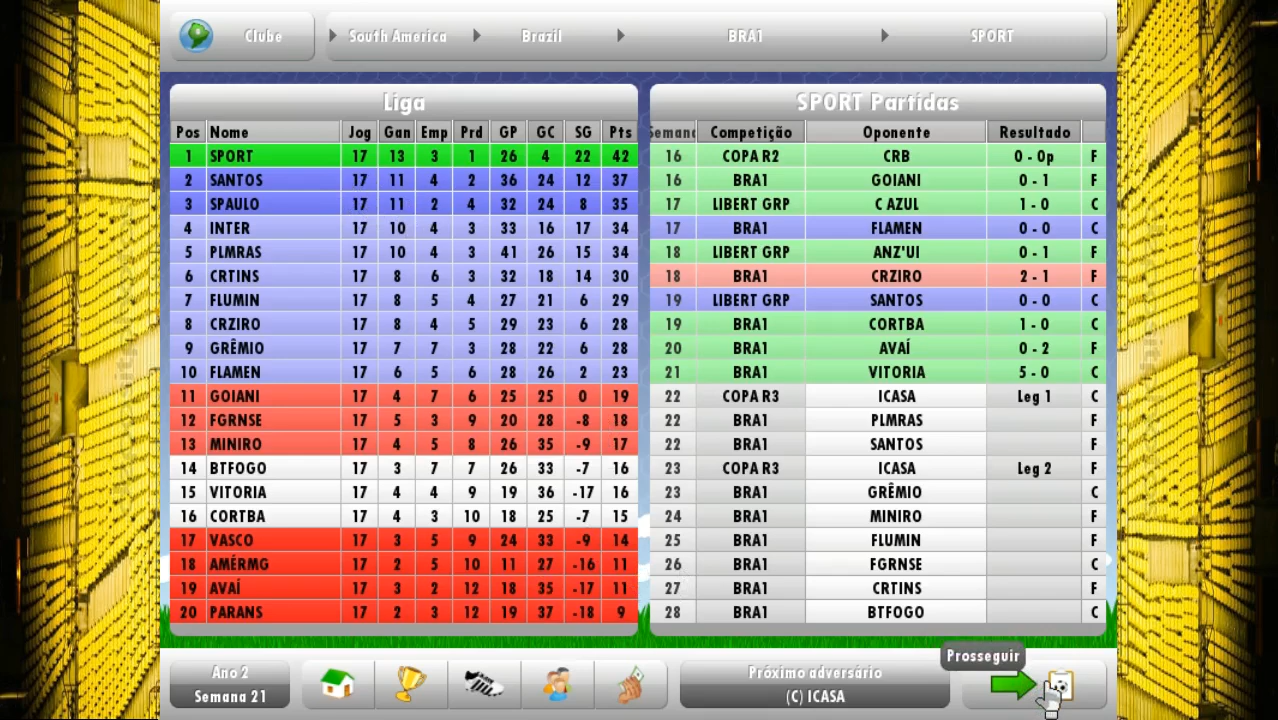 Clube South America Brazil BRA1 SPORT
Liga
Pos Nome Jog Gan Emp Prd GP GC SG Pts
1 SPORT 17 13 3 1 26 4 22 42
2 SANTOS 17 11 4 2 36 24 12 37
3 SPAULO 17 11 2 4 32 24 8 35
4 INTER 17 10 4 3 33 16 17 34
5 PLMRAS 17 10 4 3 41 26 15 34
6 CRTINS 17 8 6 3 32 18 14 30
7 FLUMIN 17 8 5 4 27 21 6 29
8 CRZIRO 17 8 4 5 29 23 6 28
9 GRÊMIO 17 7 7 3 28 22 6 28
10 FLAMEN 17 6 5 6 28 26 2 23
11 GOIANI 17 4 7 6 25 25 0 19
12 FGRNSE 17 5 3 9 20 28 -8 18
13 MINIRO 17 4 5 8 26 35 -9 17
14 BTFOGO 17 3 7 7 26 33 -7 16
15 VITORIA 17 4 4 9 19 36 -17 16
16 CORTBA 17 4 3 10 18 25 -7 15
17 VASCO 17 3 5 9 24 33 -9 14
18 AMÉRMG 17 2 5 10 11 27 -16 11
19 AVAÍ 17 3 2 12 18 35 -17 11
20 PARANS 17 2 3 12 19 37 -18 9
SPORT Partidas
Semana Competição Oponente Resultado
16 COPA R2 CRB 0 - 0p F
16 BRA1 GOIANI 0 - 1 F
17 LIBERT GRP C AZUL 1 - 0 C
17 BRA1 FLAMEN 0 - 0 C
18 LIBERT GRP ANZ'UI 0 - 1 F
18 BRA1 CRZIRO 2 - 1 F
19 LIBERT GRP SANTOS 0 - 0 C
19 BRA1 CORTBA 1 - 0 C
20 BRA1 AVAÍ 0 - 2 F
21 BRA1 VITORIA 5 - 0 C
22 COPA R3 ICASA Leg 1 C
22 BRA1 PLMRAS F
22 BRA1 SANTOS F
23 COPA R3 ICASA Leg 2 F
23 BRA1 GRÊMIO C
24 BRA1 MINIRO F
25 BRA1 FLUMIN F
26 BRA1 FGRNSE C
27 BRA1 CRTINS F
28 BRA1 BTFOGO C
Prosseguir
Ano 2
Semana 21
Próximo adversário
(C) ICASA